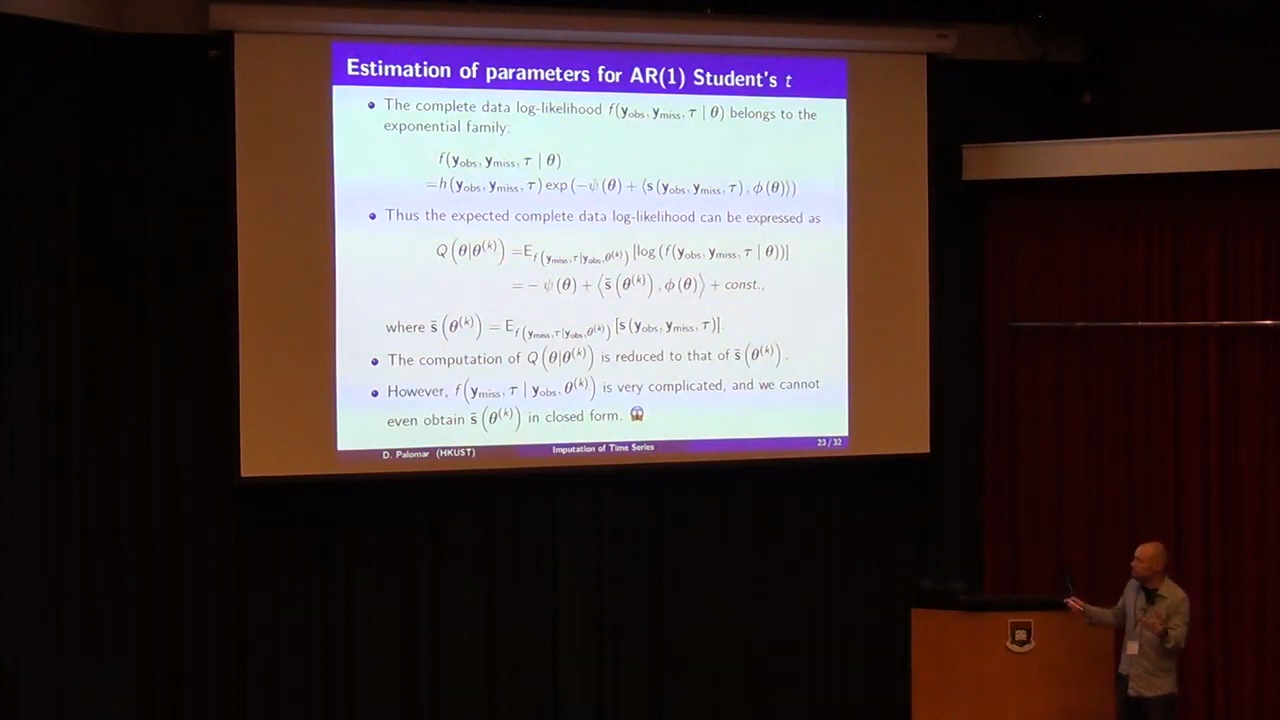 Estimation of parameters for AR(1) Student's t
• The complete data log-likelihood f(y_obs, y_miss, τ | θ) belongs to the
exponential family:
f(y_obs, y_miss, τ | θ)
=h(y_obs, y_miss, τ) exp(−ψ(θ) + ⟨s(y_obs, y_miss, τ), φ(θ)⟩)
• Thus the expected complete data log-likelihood can be expressed as
Q(θ|θ^(k)) =E_f(y_miss,τ|y_obs,θ^(k)) [log(f(y_obs, y_miss, τ | θ))]
= − ψ(θ) + ⟨s̄(θ^(k)), φ(θ)⟩ + const.,
where s̄(θ^(k)) = E_f(y_miss,τ|y_obs,θ^(k)) [s(y_obs, y_miss, τ)].
• The computation of Q(θ|θ^(k)) is reduced to that of s̄(θ^(k)).
• However, f(y_miss, τ | y_obs, θ^(k)) is very complicated, and we cannot
even obtain s̄(θ^(k)) in closed form. 😱
D. Palomar (HKUST) Imputation of Time Series 23 / 32